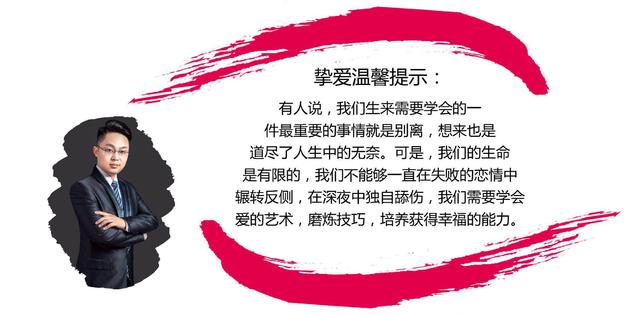 挚爱温馨提示：
有人说，我们生来需要学会的一
件最重要的事情就是别离，想来也是
道尽了人生中的无奈。可是，我们的生命
是有限的，我们不能够一直在失败的恋情中
辗转反侧，在深夜中独自舔伤，我们需要学会
爱的艺术，磨炼技巧，培养获得幸福的能力。